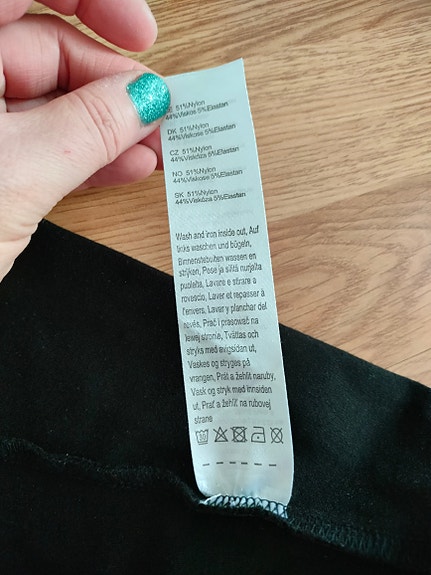 51%Nylon
44%Viskos 5%Elastan
DK 51%Nylon
44%Viskose 5%Elastan
CZ 51%Nylon
44%Viskóza 5%Elastan
NO 51%Nylon
44%Viskose 5%Elastan
SK 51%Nylon
44%Viskóza 5%Elastan
Wash and iron inside out, Auf
links waschen und bügeln,
Binnenstebuiten wassen en
strijken, Pese ja silitä nurjalta
puolelta, Lavare e stirare a
rovescio, Laver et repasser à
l'envers, Lavar y planchar del
revés, Prać i prasować na
lewej stronie, Tvättas och
stryks med avigsidan ut,
Vaskes og stryges på
vrangen, Prát a žehlit naruby,
Vask og stryk med innsiden
ut, Prať a žehliť na rubovej
strane